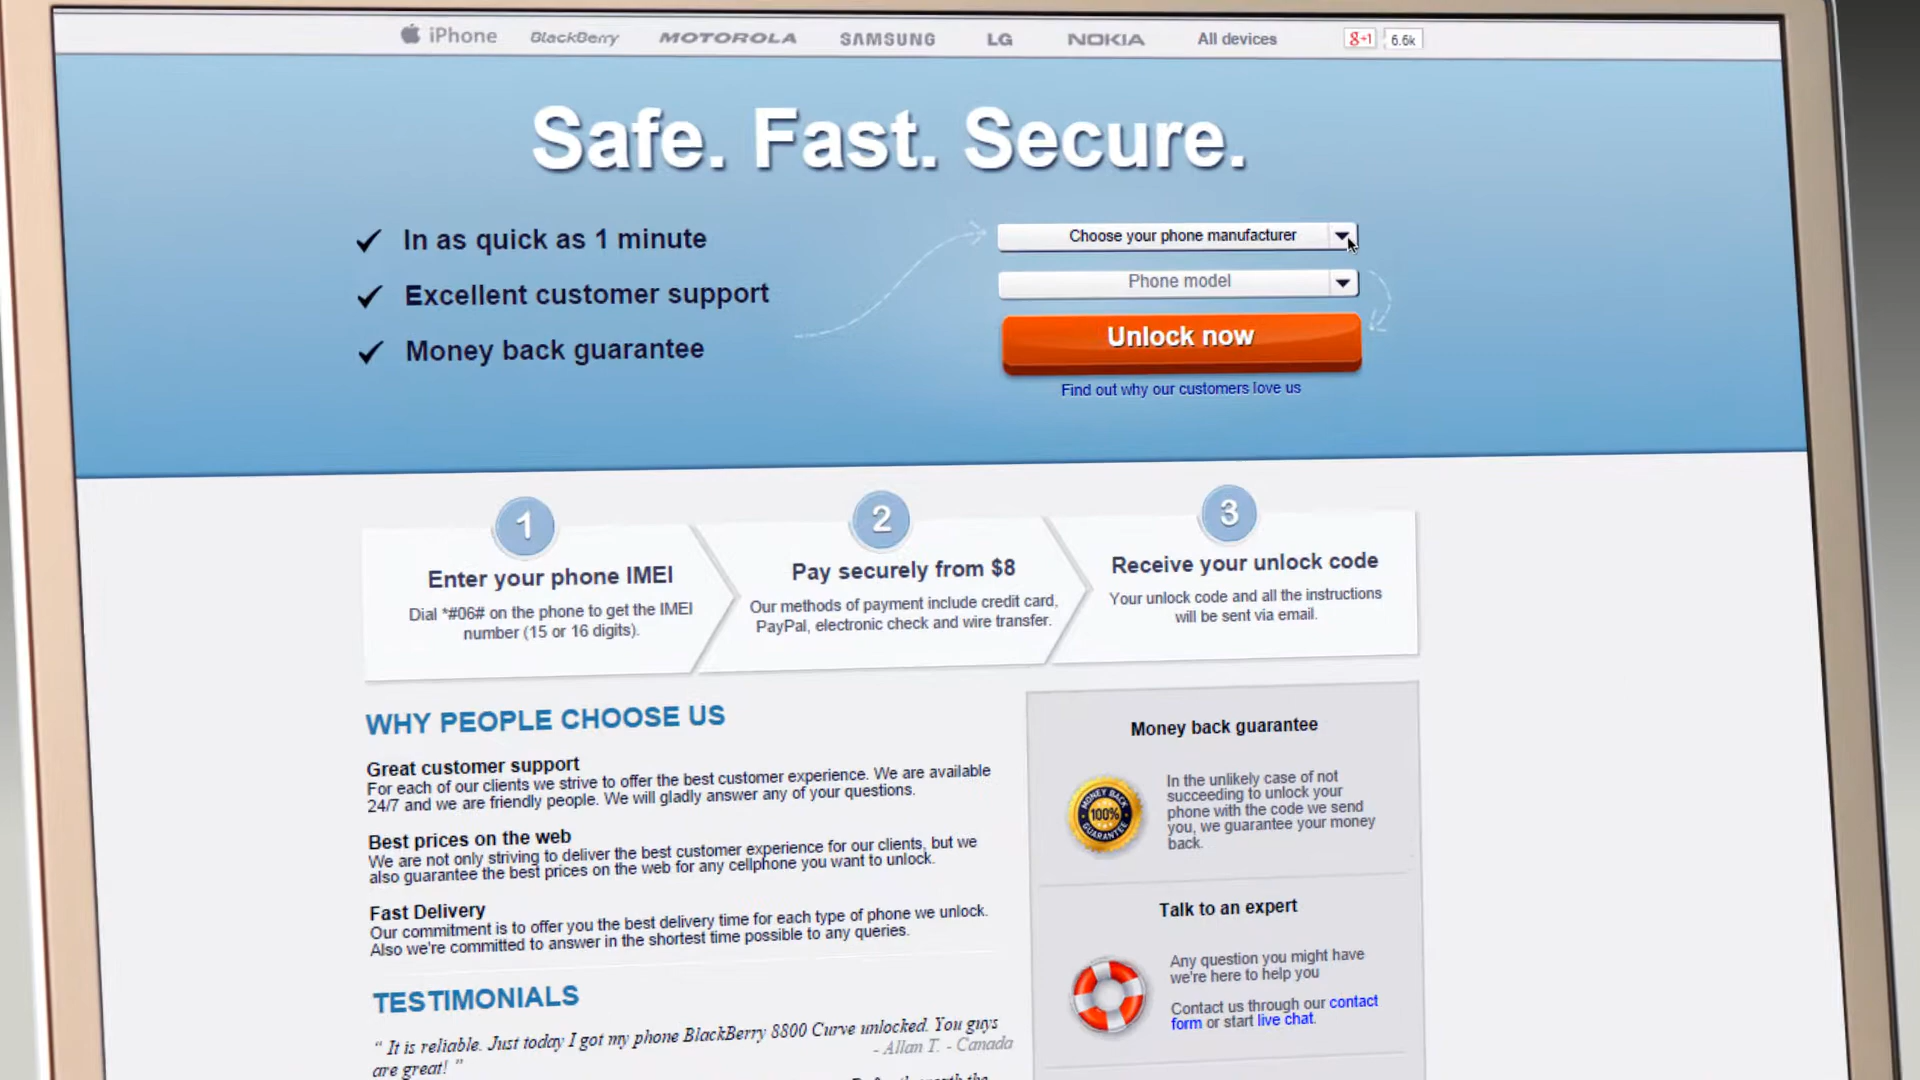 iPhone BlackBerry MOTOROLA SAMSUNG LG NOKIA All devices g+1 6.6k
Safe. Fast. Secure.
In as quick as 1 minute
Excellent customer support
Money back guarantee
Choose your phone manufacturer
Phone model
Unlock now
Find out why our customers love us
1
Enter your phone IMEI
Dial *#06# on the phone to get the IMEI
number (15 or 16 digits).
2
Pay securely from $8
Our methods of payment include credit card,
PayPal, electronic check and wire transfer.
3
Receive your unlock code
Your unlock code and all the instructions
will be sent via email.
WHY PEOPLE CHOOSE US
Great customer support
For each of our clients we strive to offer the best customer experience. We are available
24/7 and we are friendly people. We will gladly answer any of your questions.
Best prices on the web
We are not only striving to deliver the best customer experience for our clients, but we
also guarantee the best prices on the web for any cellphone you want to unlock.
Fast Delivery
Our commitment is to offer you the best delivery time for each type of phone we unlock.
Also we're committed to answer in the shortest time possible to any queries.
TESTIMONIALS
“ It is reliable. Just today I got my phone BlackBerry 8800 Curve unlocked. You guys
are great! ”
- Allan T. - Canada
Money back guarantee
MONEY BACK
100%
GUARANTEE
In the unlikely case of not
succeeding to unlock your
phone with the code we send
you, we guarantee your money
back.
Talk to an expert
Any question you might have
we're here to help you
Contact us through our contact
form or start live chat.